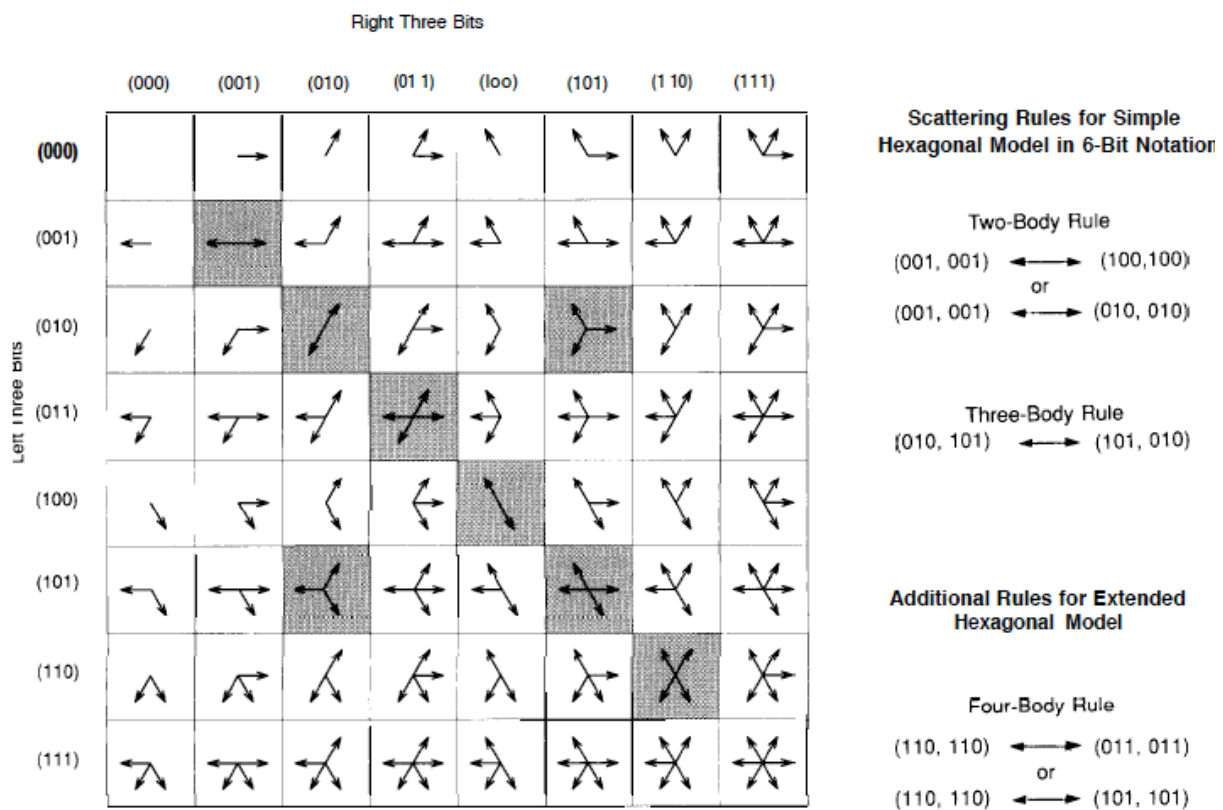 Right Three Bits
(000) (001) (010) (01 1) (loo) (101) (1 10) (111)
Left Three Bits
(000)
(001)
(010)
(011)
(100)
(101)
(110)
(111)
Scattering Rules for Simple
Hexagonal Model in 6-Bit Notation
Two-Body Rule
(001, 001) (100,100)
or
(001, 001) (010, 010)
Three-Body Rule
(010, 101) (101, 010)
Additional Rules for Extended
Hexagonal Model
Four-Body Rule
(110, 110) (011, 011)
or
(110, 110) (101, 101)